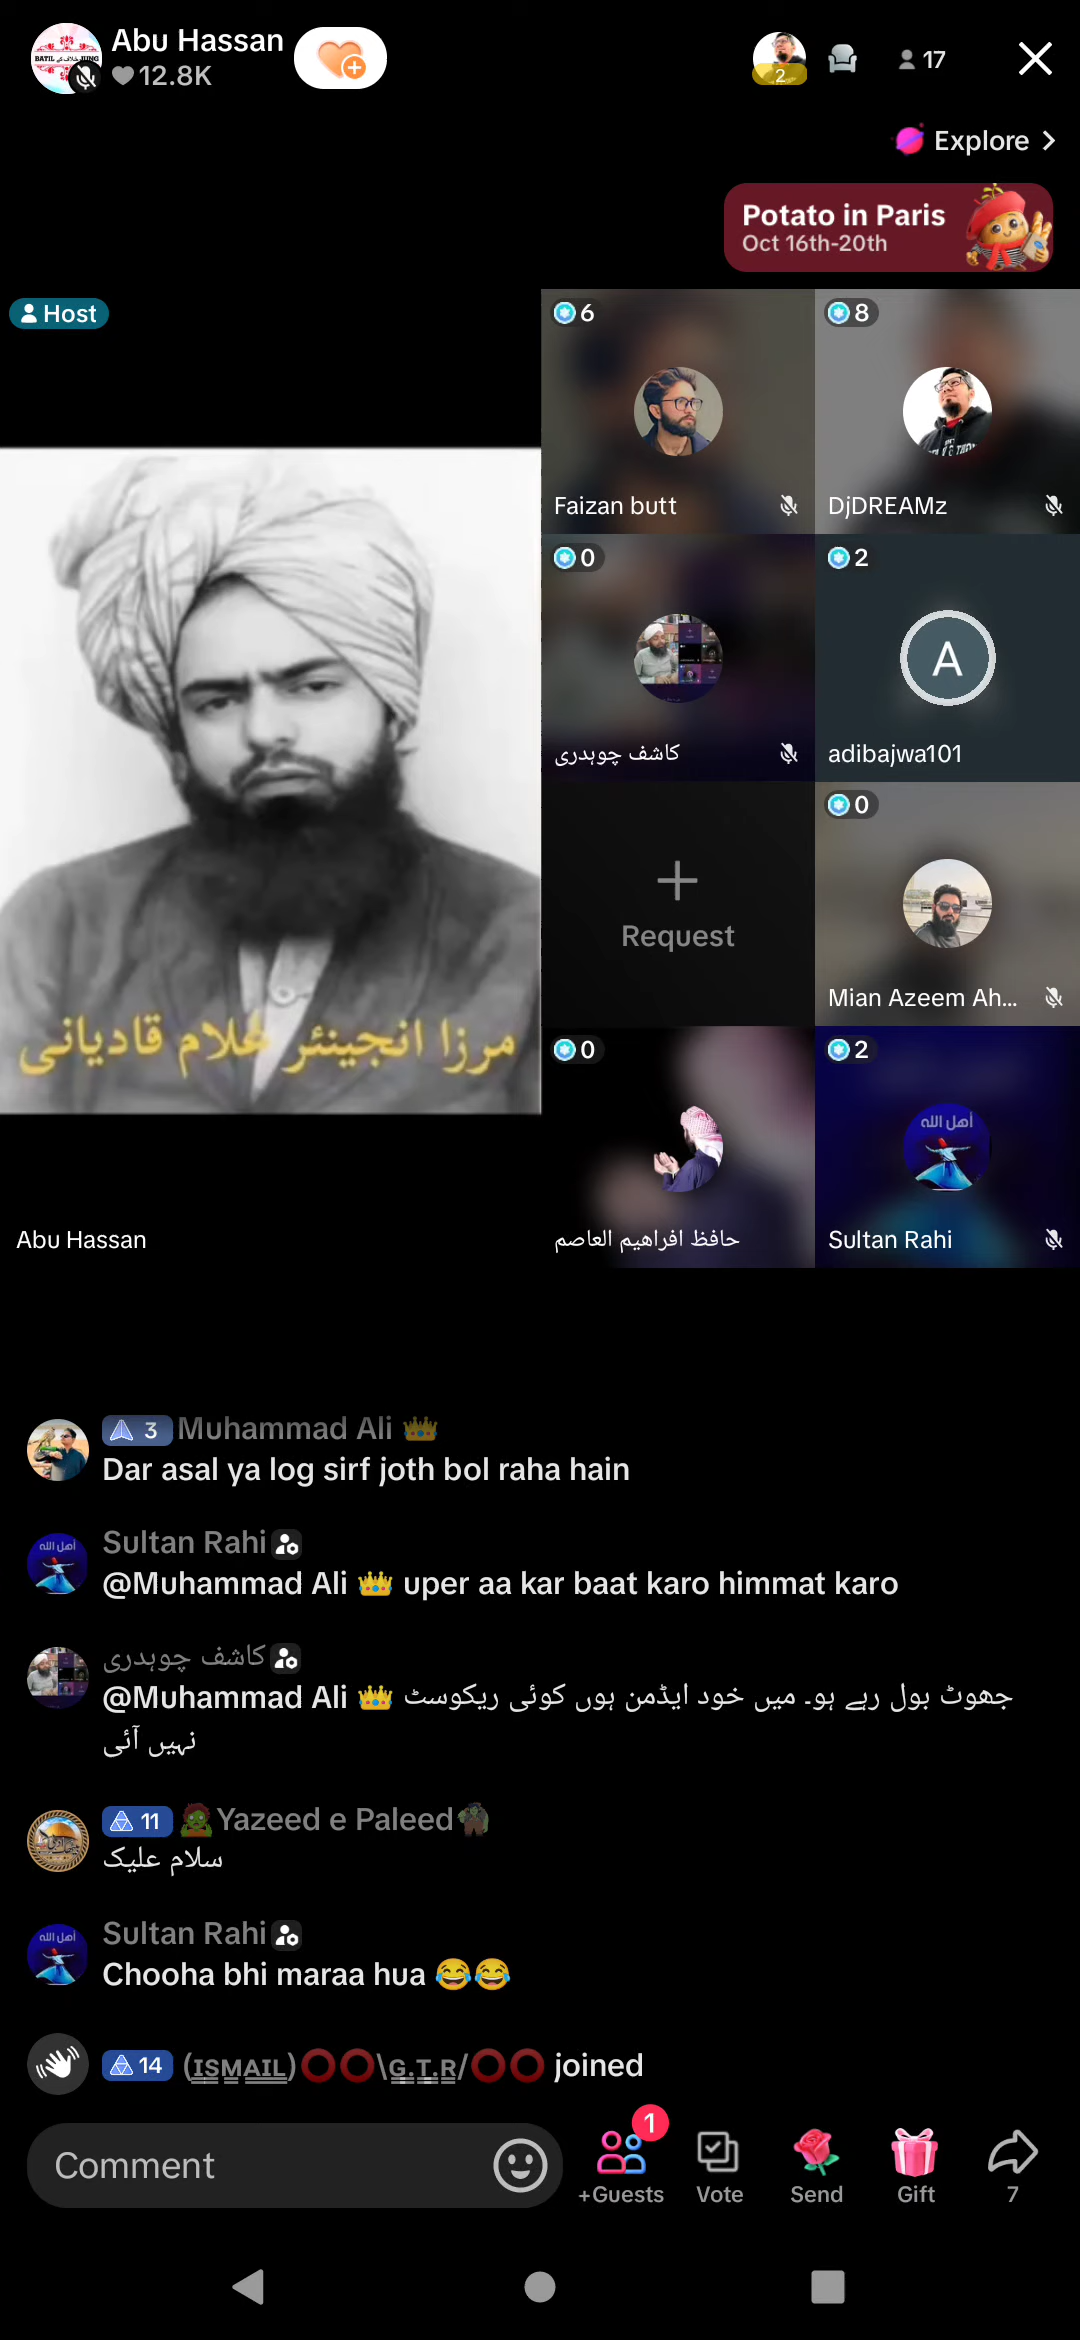 Abu Hassan
12.8K
2
17
Explore
Potato in Paris
Oct 16th-20th
Host
6
8
Faizan butt
DjDREAMz
0
2
A
کاشف چوہدری
adibajwa101
0
Request
Mian Azeem Ah...
مرزا انجینئر غلام قادیانی
0
2
أهل الله
Abu Hassan
حافظ افراھیم العاصم
Sultan Rahi
3 Muhammad Ali 👑
Dar asal ya log sirf joth bol raha hain
Sultan Rahi
@Muhammad Ali 👑 uper aa kar baat karo himmat karo
کاشف چوہدری
@Muhammad Ali 👑 جھوٹ بول رہے ہو۔ میں خود ایڈمن ہوں کوئی ریکوسٹ
نہیں آئی
11 🧟Yazeed e Paleed🧌
سلام علیک
Sultan Rahi
Chooha bhi maraa hua 😂😂
14 (ISMAIL)⭕⭕\G.T.R/⭕⭕ joined
Comment
1
+Guests
Vote
Send
Gift
7